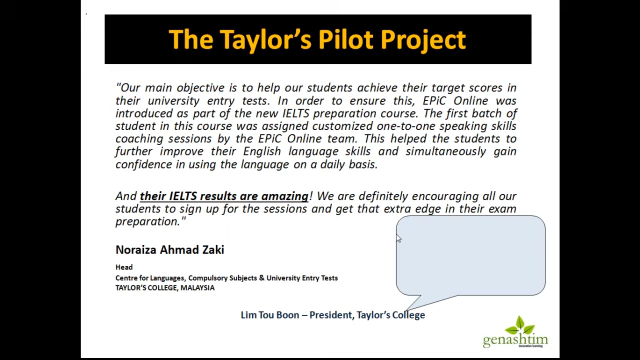 The Taylor's Pilot Project
"Our main objective is to help our students achieve their target scores in
their university entry tests. In order to ensure this, EPiC Online was
introduced as part of the new IELTS preparation course. The first batch of
student in this course was assigned customized one-to-one speaking skills
coaching sessions by the EPiC Online team. This helped the students to
further improve their English language skills and simultaneously gain
confidence in using the language on a daily basis.
And their IELTS results are amazing! We are definitely encouraging all our
students to sign up for the sessions and get that extra edge in their exam
preparation."
Noraiza Ahmad Zaki
Head
Centre for Languages, Compulsory Subjects & University Entry Tests
TAYLOR'S COLLEGE, MALAYSIA
Lim Tou Boon – President, Taylor's College
genashtim
innovative learning